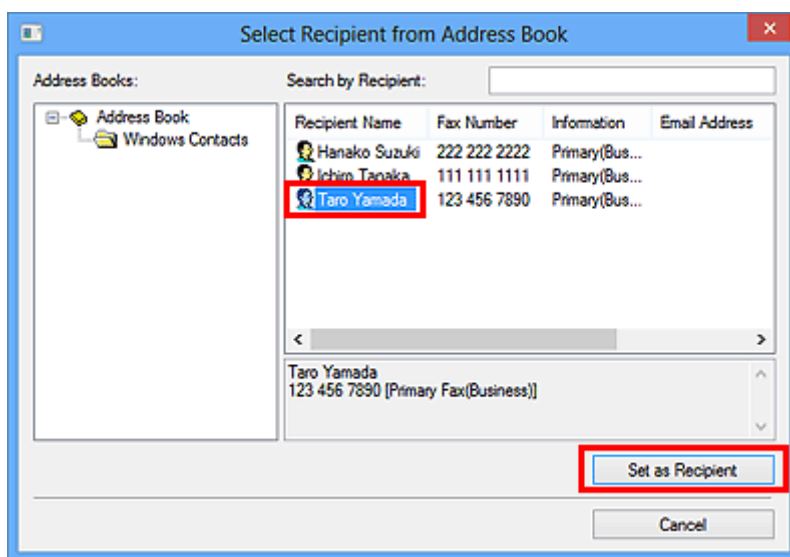 Select Recipient from Address Book
Address Books:
Search by Recipient:
Address Book
Windows Contacts
Recipient Name Fax Number Information Email Address
Hanako Suzuki 222 222 2222 Primary(Bus...
Ichiro Tanaka 111 111 1111 Primary(Bus...
Taro Yamada 123 456 7890 Primary(Bus...
Taro Yamada
123 456 7890 [Primary Fax(Business)]
Set as Recipient
Cancel